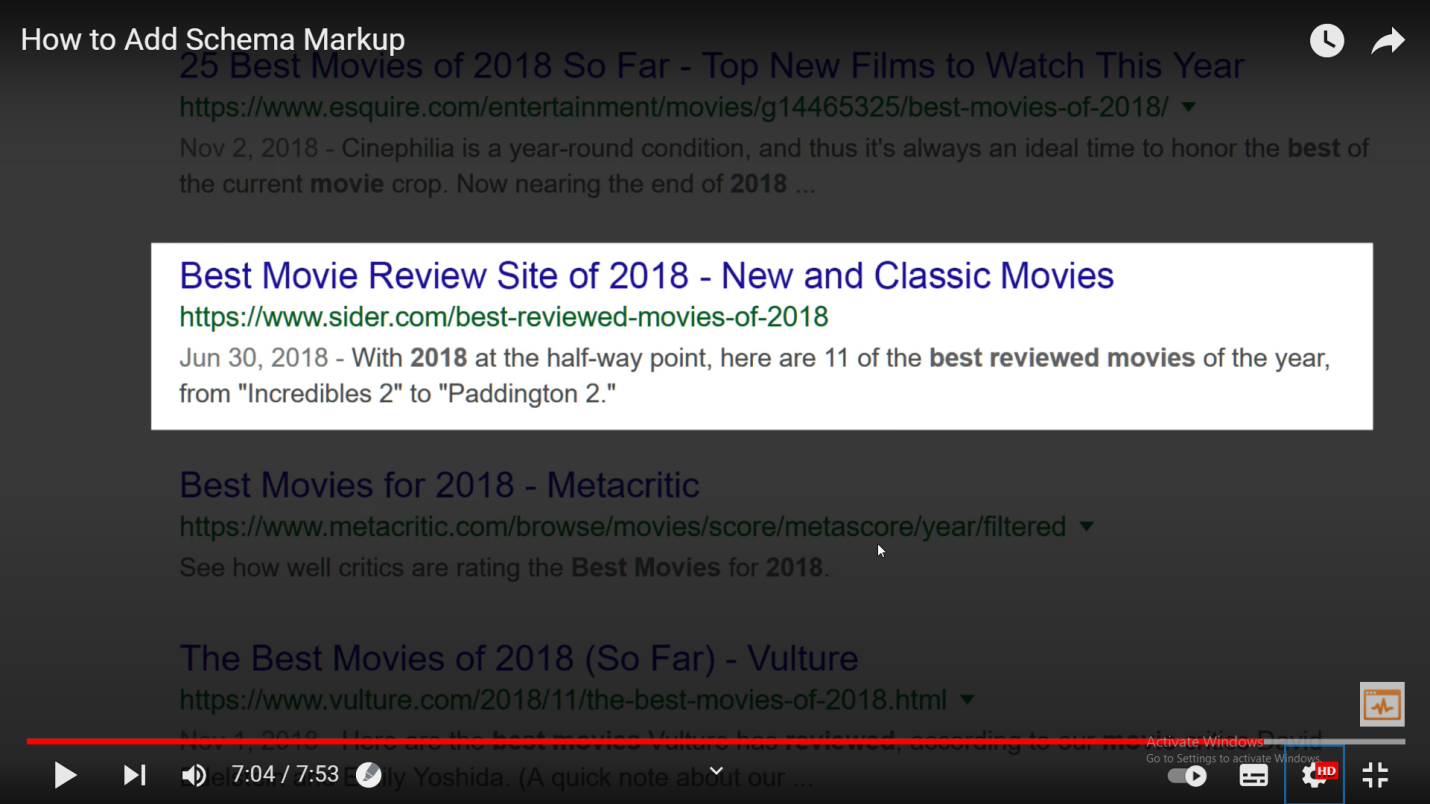 How to Add Schema Markup
25 Best Movies of 2018 So Far - Top New Films to Watch This Year
https://www.esquire.com/entertainment/movies/g14465325/best-movies-of-2018/
Nov 2, 2018 - Cinephilia is a year-round condition, and thus it's always an ideal time to honor the best of
the current movie crop. Now nearing the end of 2018 ...
Best Movie Review Site of 2018 - New and Classic Movies
https://www.sider.com/best-reviewed-movies-of-2018
Jun 30, 2018 - With 2018 at the half-way point, here are 11 of the best reviewed movies of the year,
from "Incredibles 2" to "Paddington 2."
Best Movies for 2018 - Metacritic
https://www.metacritic.com/browse/movies/score/metascore/year/filtered
See how well critics are rating the Best Movies for 2018.
The Best Movies of 2018 (So Far) - Vulture
https://www.vulture.com/2018/11/the-best-movies-of-2018.html
Nov 1, 2018 - Here are the best movies Vulture has reviewed, according to our David
Activate Windows
Go to Settings to activate Windows.
7:04 / 7:53
Yoshida. (A quick note about our ...
HD